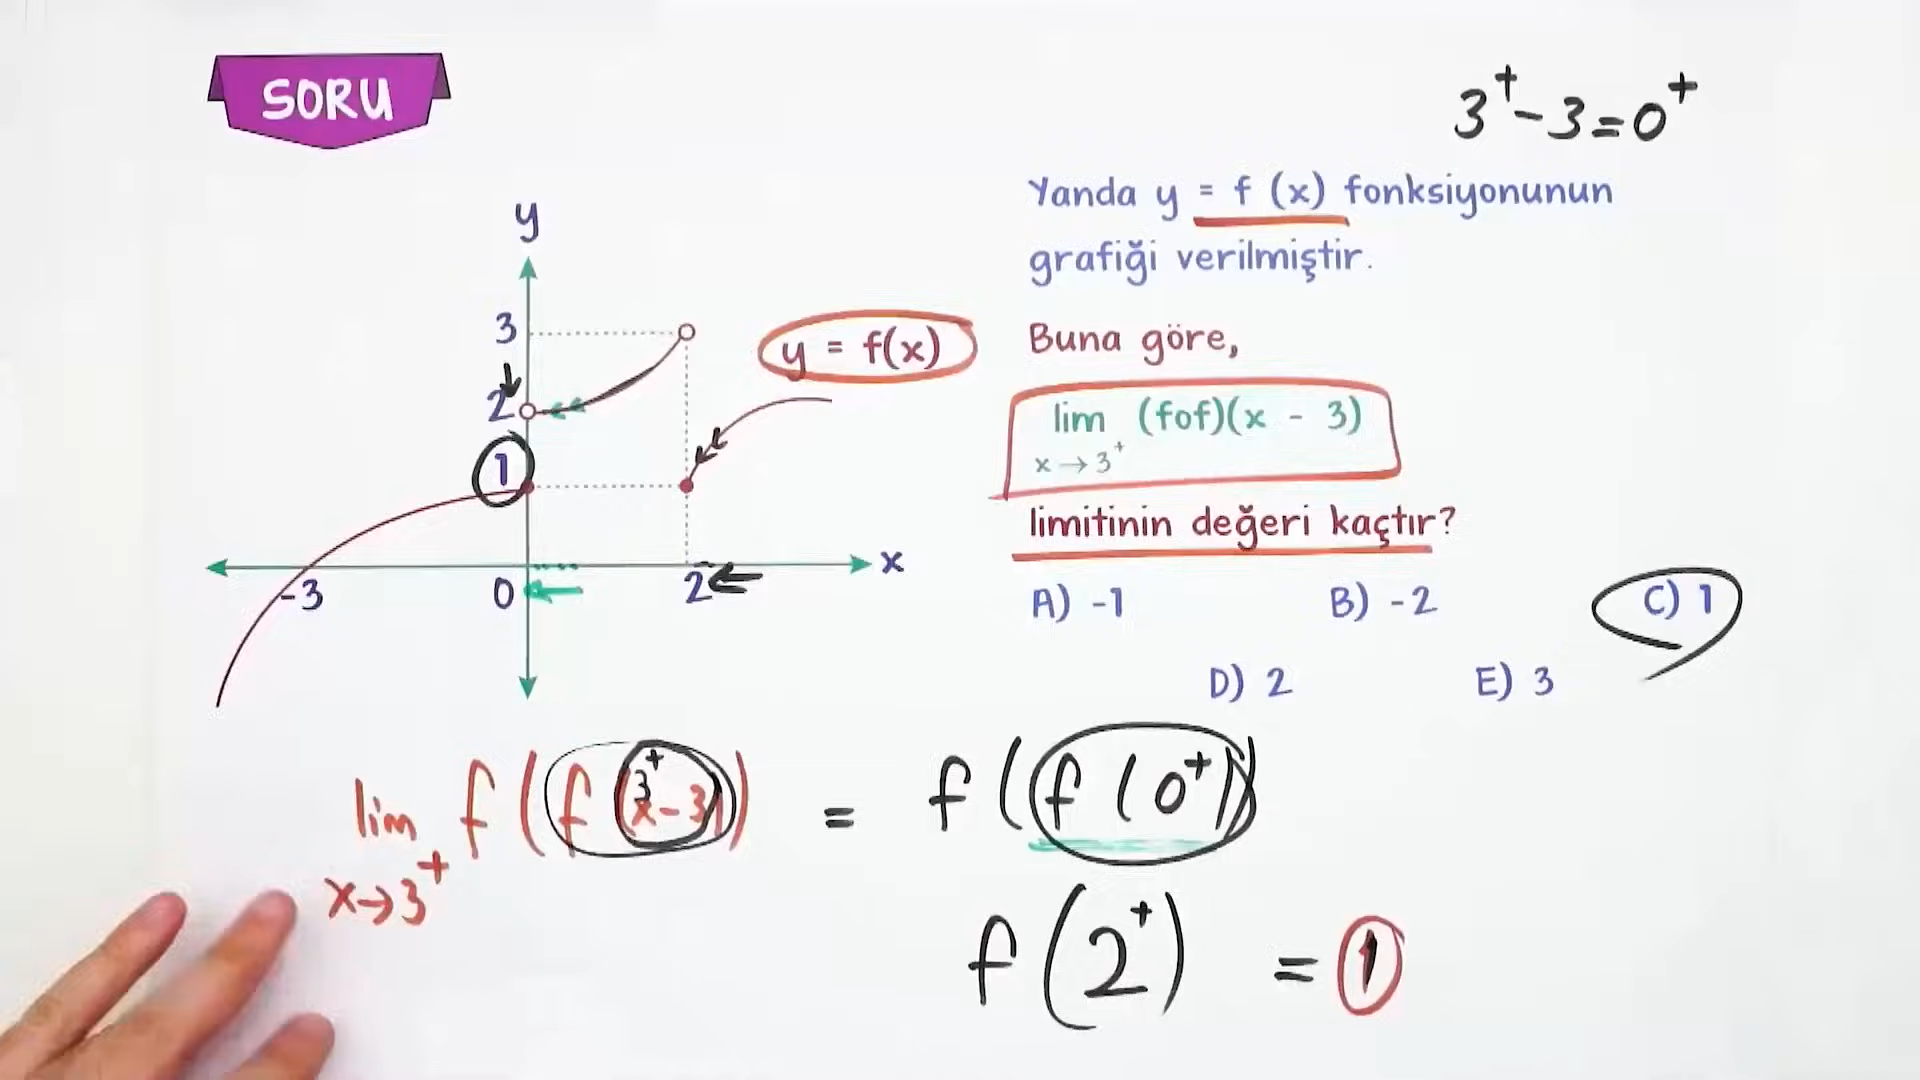 SORU
3⁺-3=0⁺
Yanda y = f (x) fonksiyonunun
grafiği verilmiştir.
y
3
y = f(x)
Buna göre,
2
lim (fof)(x - 3)
x → 3⁺
1
limitinin değeri kaçtır?
x
-3
0
2
A) -1
B) -2
C) 1
D) 2
E) 3
lim f(f(x-3)) = f(f(0⁺))
3⁺
x→3⁺
f(2⁺) = 1